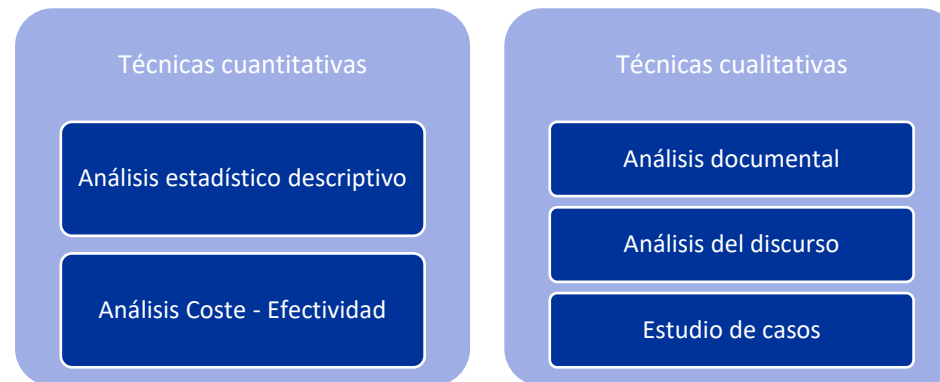 Técnicas cuantitativas
Análisis estadístico descriptivo
Análisis Coste - Efectividad
Técnicas cualitativas
Análisis documental
Análisis del discurso
Estudio de casos